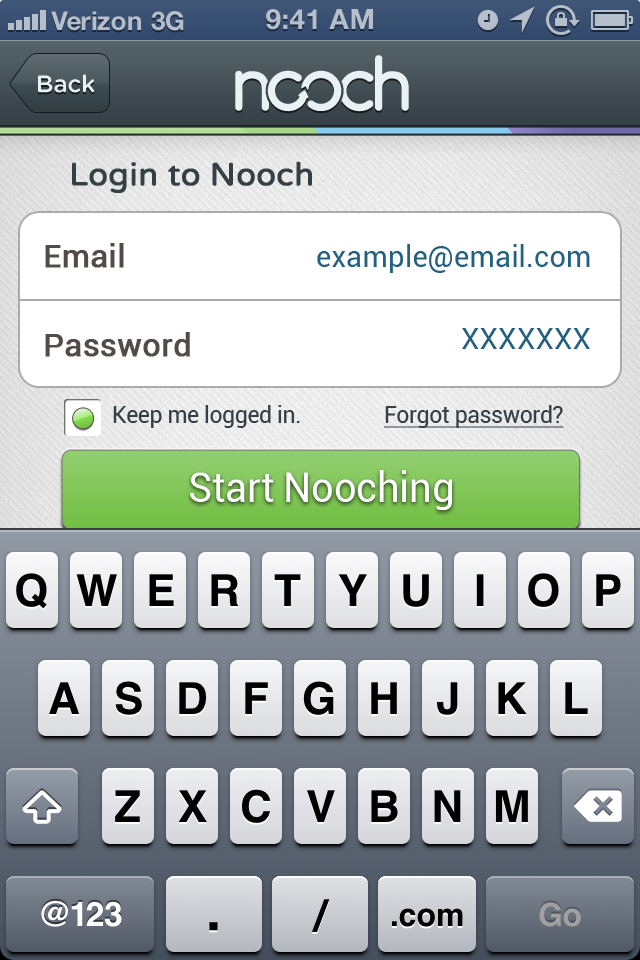 Verizon 3G 9:41 AM
Back nooch
Login to Nooch
Email example@email.com
Password XXXXXXX
Keep me logged in. Forgot password?
Start Nooching
Q W E R T Y U I O P
A S D F G H J K L
Z X C V B N M
@123 . / .com Go